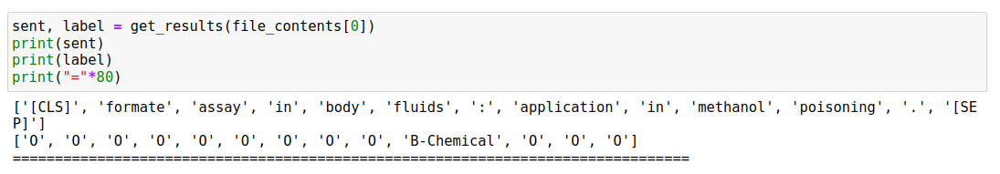 sent, label = get_results(file_contents[0])
print(sent)
print(label)
print("="*80)
['[CLS]', 'formate', 'assay', 'in', 'body', 'fluids', ':', 'application', 'in', 'methanol', 'poisoning', '.', '[SE
P]']
['O', 'O', 'O', 'O', 'O', 'O', 'O', 'O', 'O', 'B-Chemical', 'O', 'O', 'O']
================================================================================